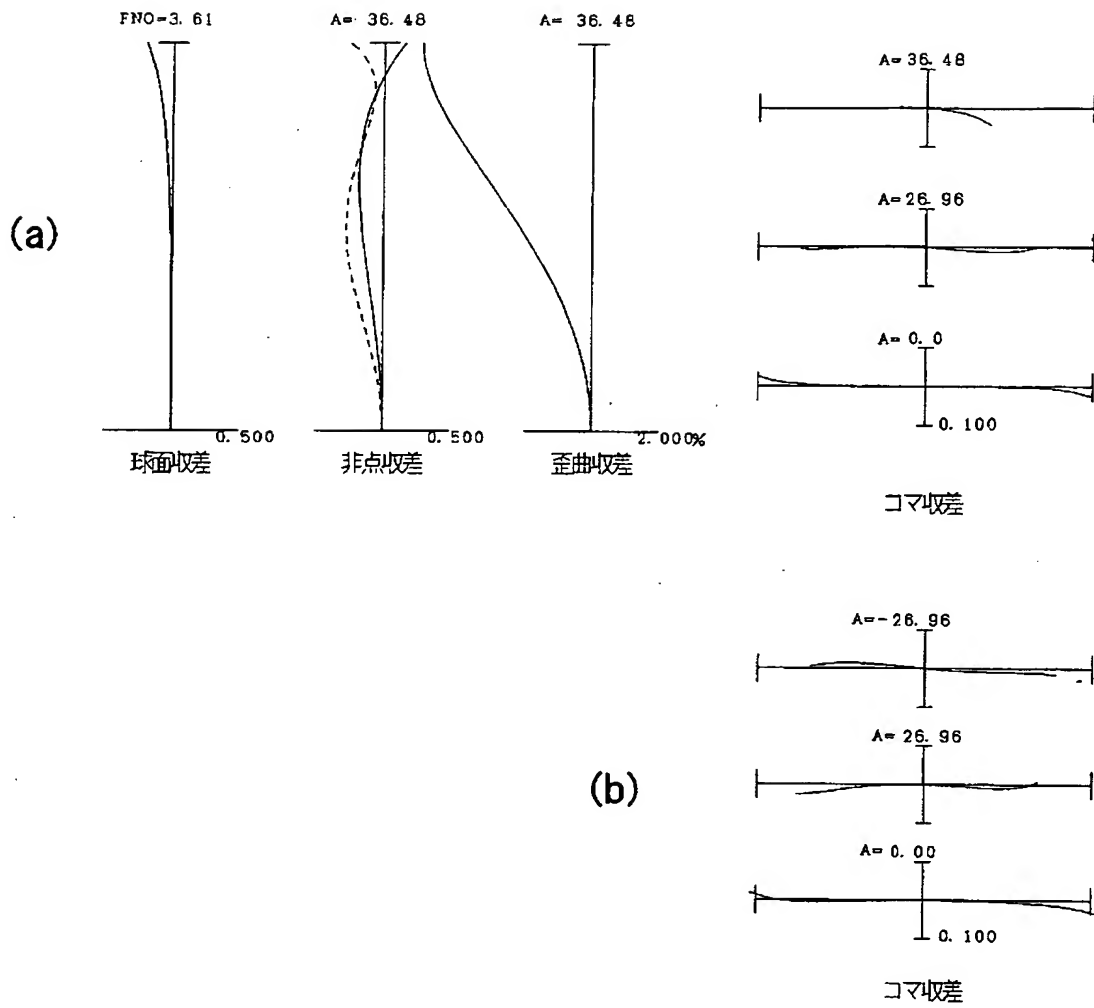 FNO=3. 61
A= 36. 48
A= 36. 48
(a)
0. 500
0. 500
2. 000%
球面収差
非点収差
歪曲収差
A=36. 48
A=26. 96
A=0. 0
0. 100
コマ収差
(b)
A=-26. 96
A=26. 96
A=0. 00
0. 100
コマ収差